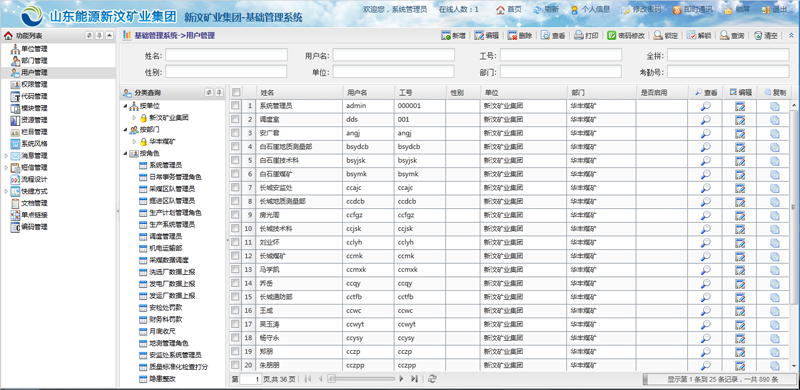 山东能源新汶矿业集团 新汶矿业集团-基础管理系统 欢迎您，系统管理员 在线人数：1 首页 刷新 个人信息 修改密码 即时通讯 锁屏 退出
功能列表
单位管理
部门管理
用户管理
权限管理
代码管理
模块管理
资源管理
栏目管理
系统风格
消息管理
短信管理
流程设计
快捷方式
文档管理
单点链接
编码管理
基础管理系统->用户管理 新增 编辑 删除 查看 打印 密码修改 锁定 解锁 查询 清空
姓名: 用户名: 工号: 全拼:
性别: 单位: 部门: 考勤号:
分类查询
按单位
新汶矿业集团
按部门
华丰煤矿
按角色
系统管理员
日常事务管理角色
采煤区队管理员
掘进区队管理员
生产计划管理角色
生产系统管理员
调度管理员
机电运输部
采煤数据调度
洗选厂数据上报
发电厂数据上报
发运厂数据上报
安检处罚款
财务科罚款
月底收尺
地测管理角色
安监处系统管理员
质量标准化检查打分
隐患整改
姓名 用户名 工号 性别 单位 部门 是否启用 查看 编辑 复制
1 系统管理员 admin 000001 新汶矿业集团 华丰煤矿
2 调度室 dds 001 新汶矿业集团 华丰煤矿
3 安广君 angj angj 新汶矿业集团 华丰煤矿
4 白石崖地质测量部 bsydcb bsydcb 新汶矿业集团 华丰煤矿
5 白石崖技术科 bsyjsk bsyjsk 新汶矿业集团 华丰煤矿
6 白石崖煤矿 bsymk bsymk 新汶矿业集团 华丰煤矿
7 长城安监处 ccajc ccajc 新汶矿业集团 华丰煤矿
8 长城地质测量部 ccdcb ccdcb 新汶矿业集团 华丰煤矿
9 房光周 ccfgz ccfgz 新汶矿业集团 华丰煤矿
10 长城技术科 ccjsk ccjsk 新汶矿业集团 华丰煤矿
11 刘业怀 cclyh cclyh 新汶矿业集团 华丰煤矿
12 长城煤矿 ccmk ccmk 新汶矿业集团 华丰煤矿
13 马学凯 ccmxk ccmxk 新汶矿业集团 华丰煤矿
14 乔岳 ccqy ccqy 新汶矿业集团 华丰煤矿
15 长城通防部 cctfb cctfb 新汶矿业集团 华丰煤矿
16 王成 ccwc ccwc 新汶矿业集团 华丰煤矿
17 吴玉涛 ccwyt ccwyt 新汶矿业集团 华丰煤矿
18 杨守永 ccysy ccysy 新汶矿业集团 华丰煤矿
19 郑朋 cczp cczp 新汶矿业集团 华丰煤矿
20 朱朋朋 cczpp cczpp 新汶矿业集团 华丰煤矿
第 1 页,共 36 页 显示第 1 条到 25 条记录，一共 890 条